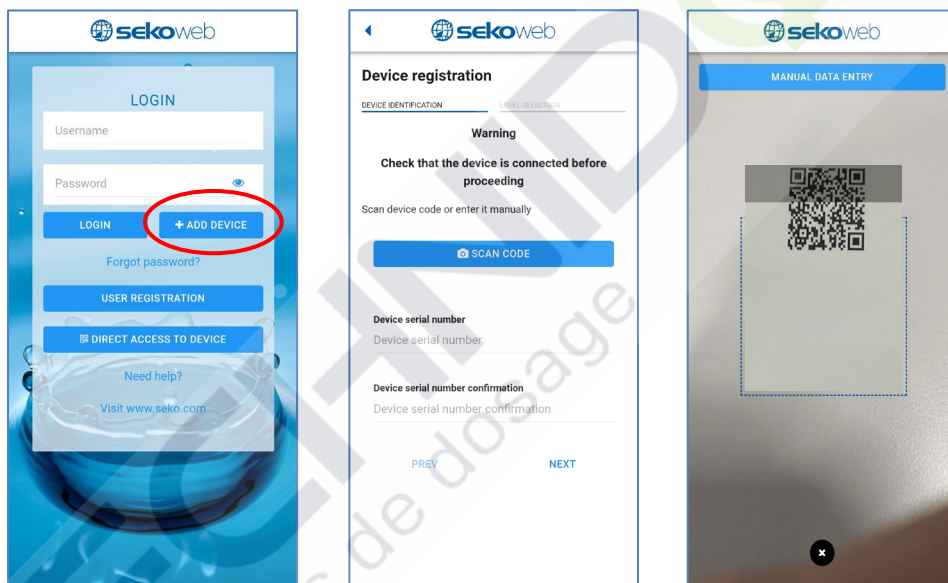 sekoweb
LOGIN
Username
Password
LOGIN
+ ADD DEVICE
Forgot password?
USER REGISTRATION
DIRECT ACCESS TO DEVICE
Need help?
Visit www.seko.com
sekoweb
Device registration
DEVICE IDENTIFICATION
LEVEL SELECTION
Warning
Check that the device is connected before
proceeding
Scan device code or enter it manually
SCAN CODE
Device serial number
Device serial number
Device serial number confirmation
Device serial number confirmation
PREV
NEXT
sekoweb
MANUAL DATA ENTRY
TECHNID
s de dosage